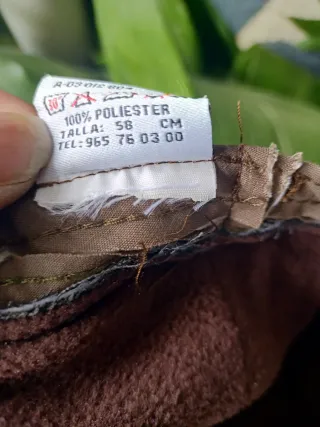 100% POLIESTER
TALLA: 58 CM
TEL: 965 76 03 00